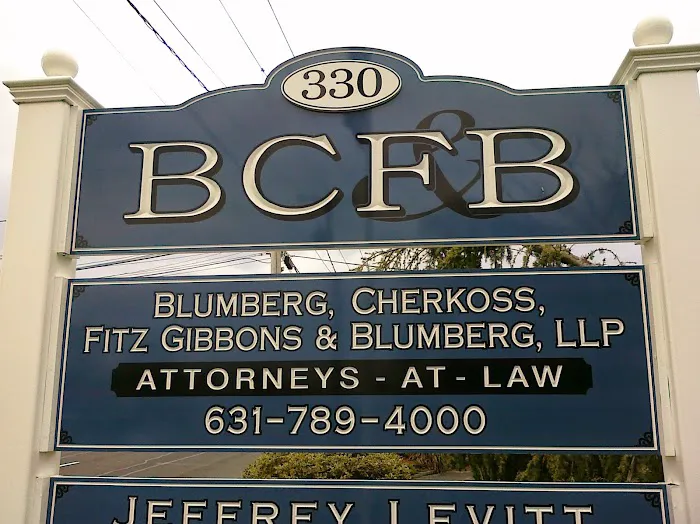 330
BCF&B
BLUMBERG, CHERKOSS,
FITZ GIBBONS & BLUMBERG, LLP
ATTORNEYS - AT - LAW
631-789-4000
JEFFREY LEVITT